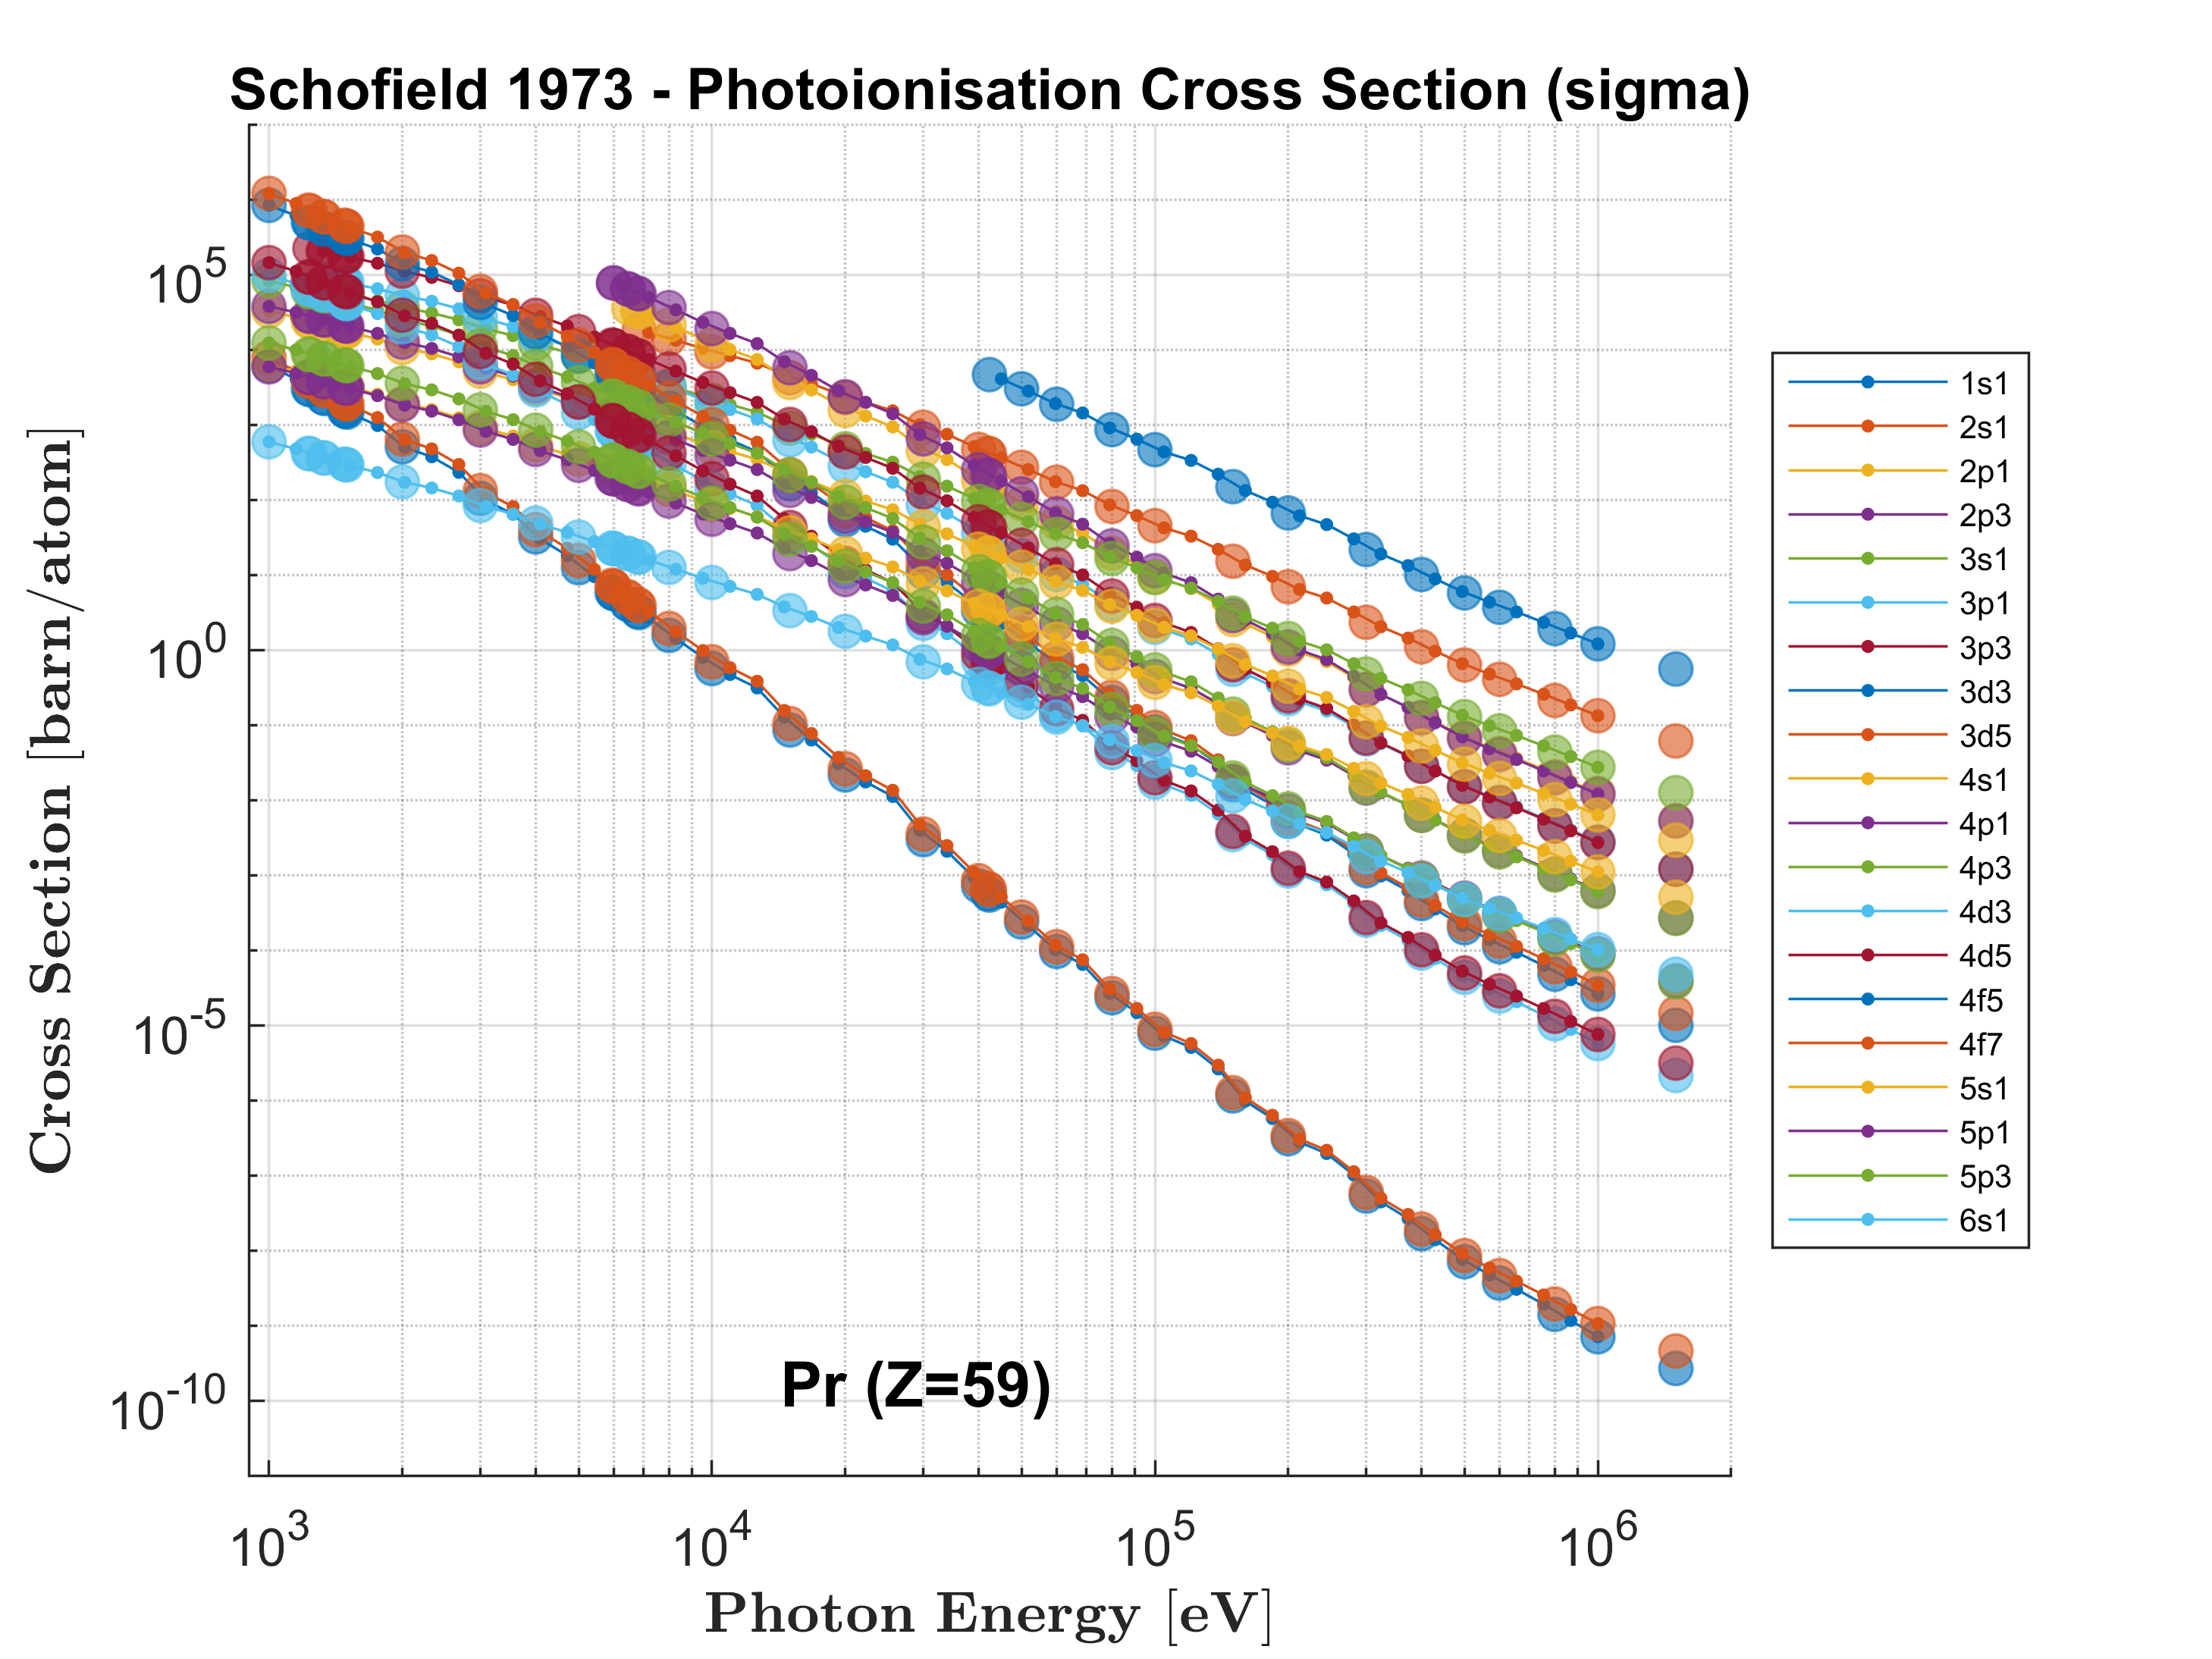 Schofield 1973 - Photoionisation Cross Section (sigma)
Cross Section [barn/atom]
10^5
10^0
10^-5
10^-10
Pr (Z=59)
10^3
10^4
10^5
10^6
Photon Energy [eV]
1s1
2s1
2p1
2p3
3s1
3p1
3p3
3d3
3d5
4s1
4p1
4p3
4d3
4d5
4f5
4f7
5s1
5p1
5p3
6s1